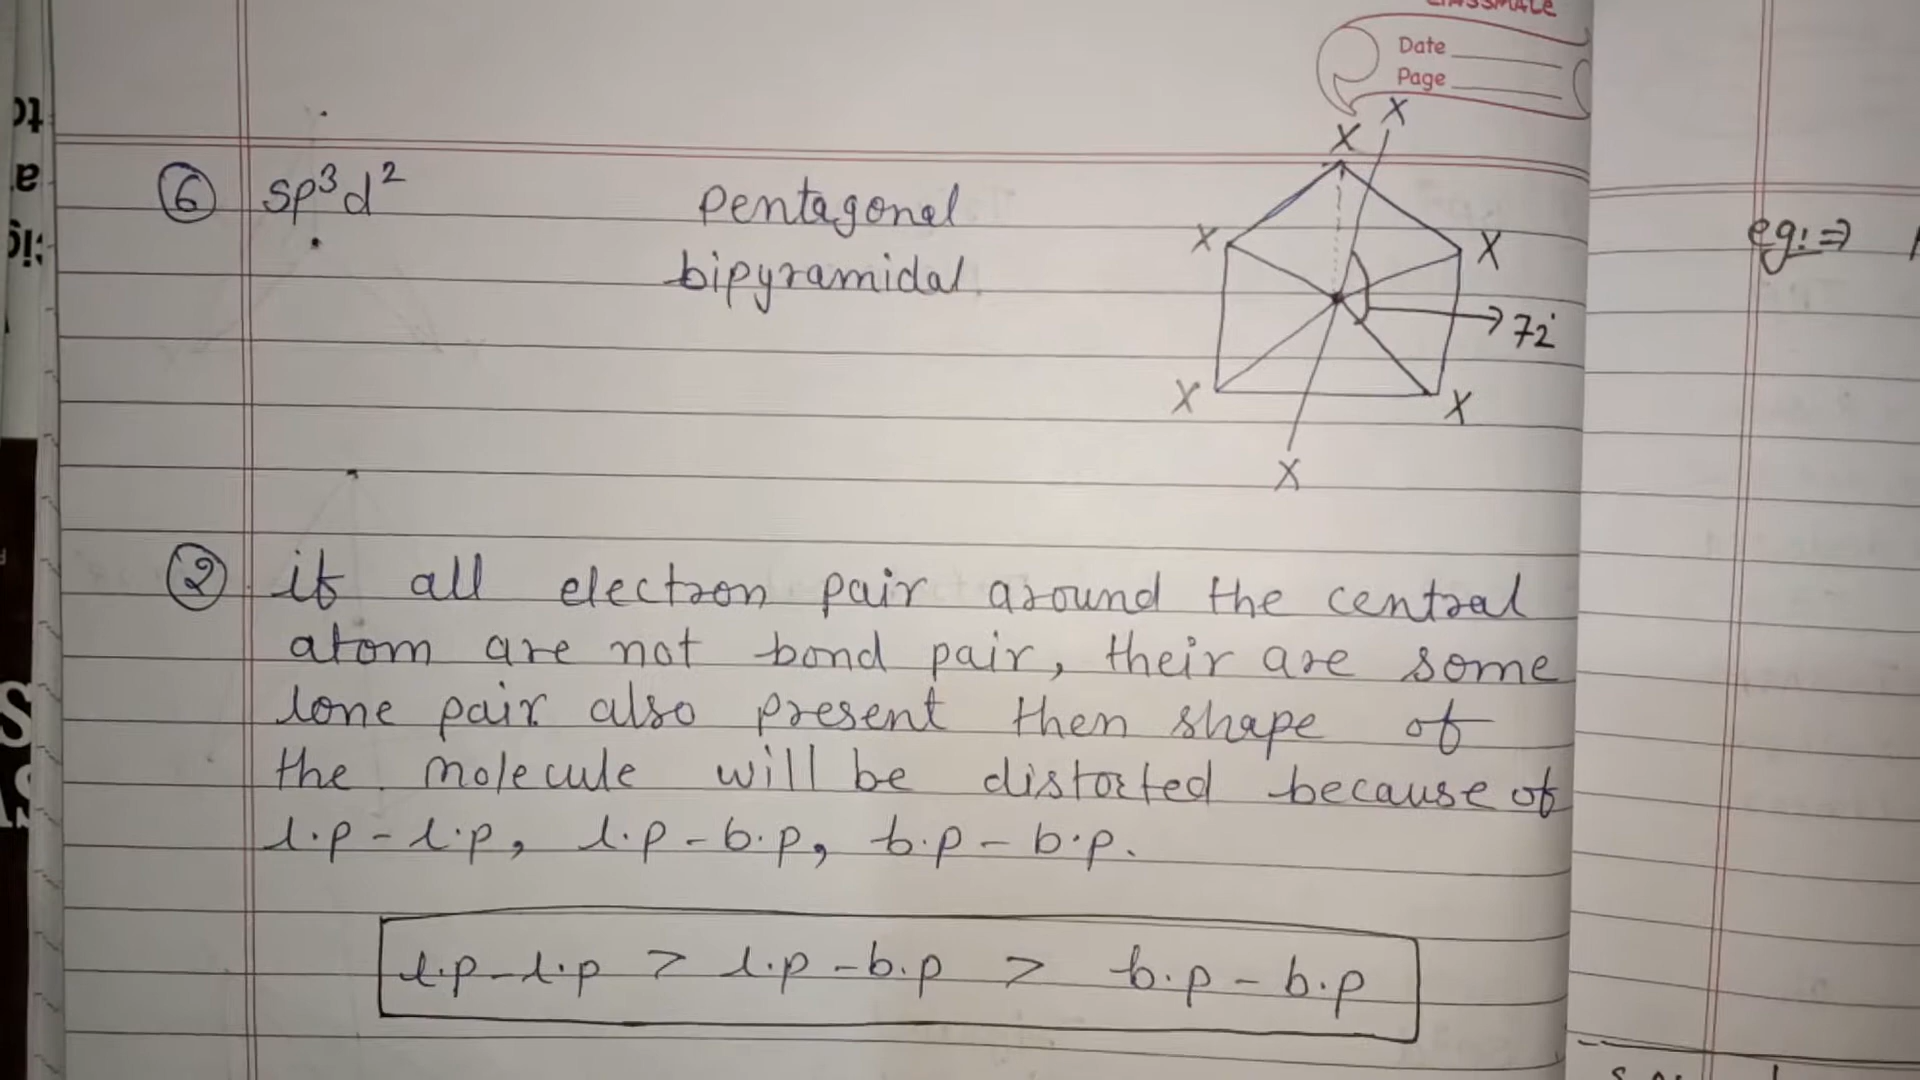 CLASSMATE
Date
Page
⑥ sp³d² pentagonal
bipyramidal
X
X
X
X
72°
X
X
X
② if all electron pair around the central
atom are not bond pair, their are some
lone pair also present then shape of
the molecule will be distorted because of
l.p-l.p, l.p-b.p, b.p-b.p.
l.p-l.p > l.p-b.p > b.p-b.p
eg:⇒